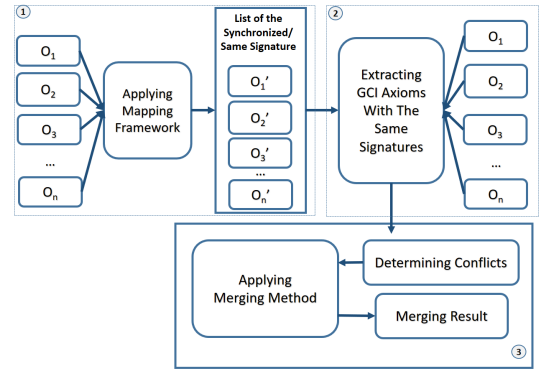 1
O1
O2
O3
...
On
Applying
Mapping
Framework
List of the
Synchronized/
Same Signature
O1'
O2'
O3'
...
On'
2
Extracting
GCI Axioms
With The
Same
Signatures
O1
O2
O3
...
On
Applying
Merging Method
Determining Conflicts
Merging Result
3